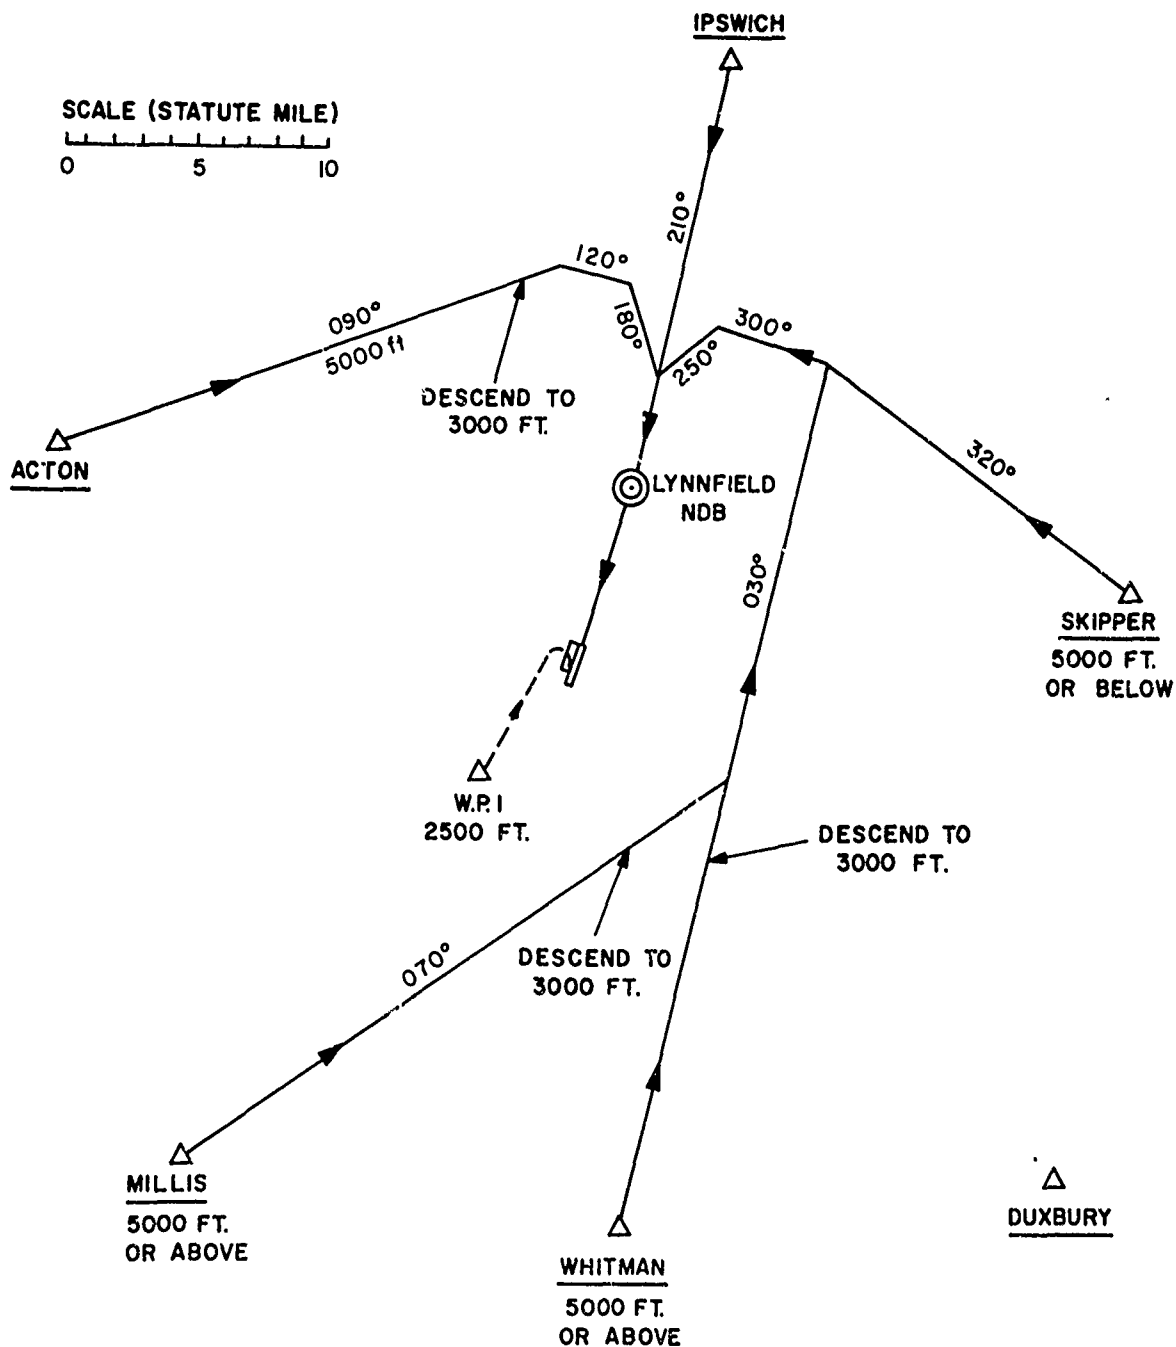 IPSWICH
SCALE (STATUTE MILE)
0 5 10
210°
120°
090°
5000 ft
180°
300°
250°
DESCEND TO
3000 FT.
ACTON
320°
LYNNFIELD
NDB
030°
SKIPPER
5000 FT.
OR BELOW
W.P.1
2500 FT.
DESCEND TO
3000 FT.
070°
DESCEND TO
3000 FT.
MILLIS
5000 FT.
OR ABOVE
DUXBURY
WHITMAN
5000 FT.
OR ABOVE